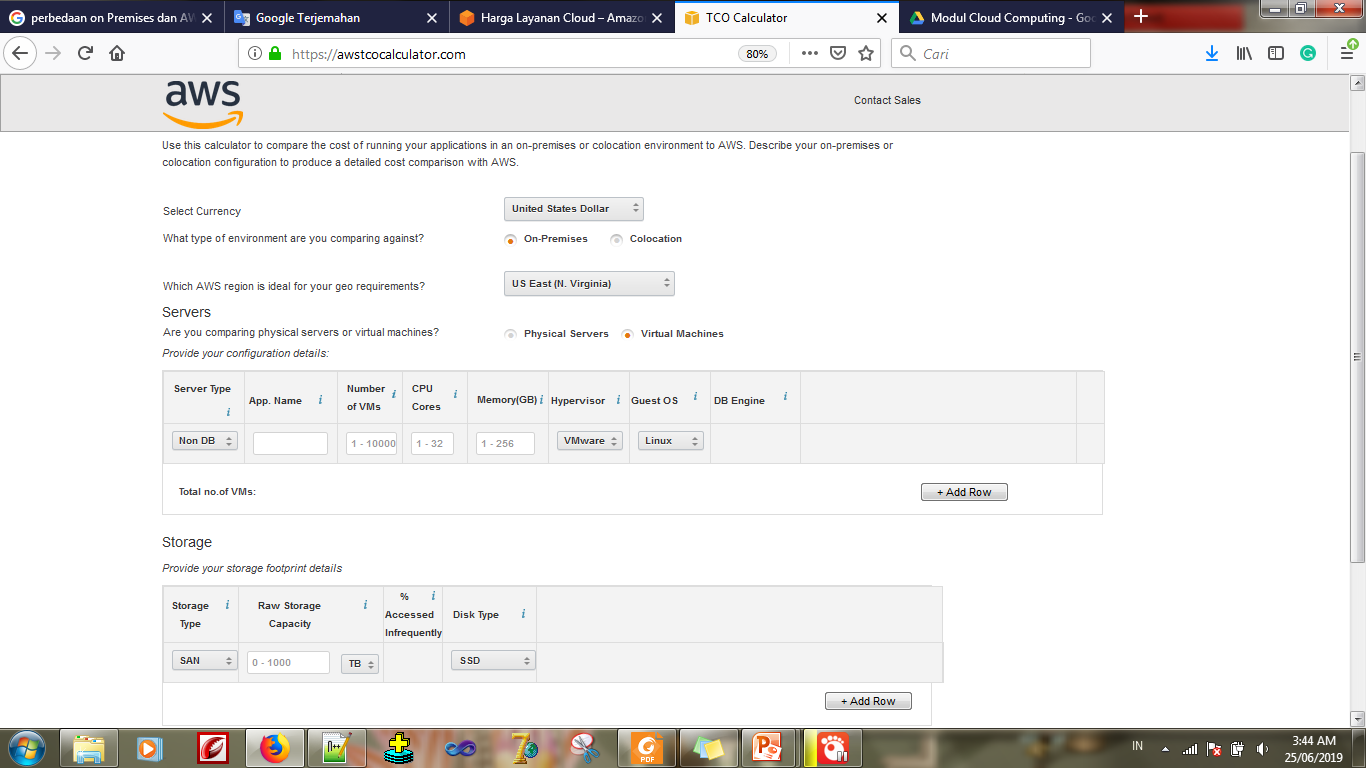 perbedaan on Premises dan AW
Google Terjemahan
Harga Layanan Cloud – Amazo
TCO Calculator
Modul Cloud Computing - Goo
https://awstcocalculator.com
80%
Cari
aws
Contact Sales
Use this calculator to compare the cost of running your applications in an on-premises or colocation environment to AWS. Describe your on-premises or
colocation configuration to produce a detailed cost comparison with AWS.
Select Currency
United States Dollar
What type of environment are you comparing against?
On-Premises
Colocation
Which AWS region is ideal for your geo requirements?
US East (N. Virginia)
Servers
Are you comparing physical servers or virtual machines?
Physical Servers
Virtual Machines
Provide your configuration details:
Server Type i
App. Name i
Number of VMs i
CPU Cores i
Memory(GB) i
Hypervisor i
Guest OS i
DB Engine i
Non DB
1 - 10000
1 - 32
1 - 256
VMware
Linux
Total no.of VMs:
+ Add Row
Storage
Provide your storage footprint details
Storage Type i
Raw Storage Capacity i
% Accessed Infrequently i
Disk Type i
SAN
0 - 1000
TB
SSD
+ Add Row
PDF
IN
3:44 AM
25/06/2019